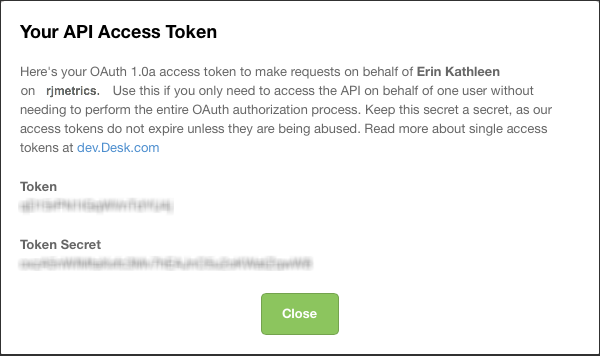 Your API Access Token
Here's your OAuth 1.0a access token to make requests on behalf of Erin Kathleen
on rjmetrics. Use this if you only need to access the API on behalf of one user without
needing to perform the entire OAuth authorization process. Keep this secret a secret, as our
access tokens do not expire unless they are being abused. Read more about single access
tokens at dev.Desk.com
Token
Token Secret
Close